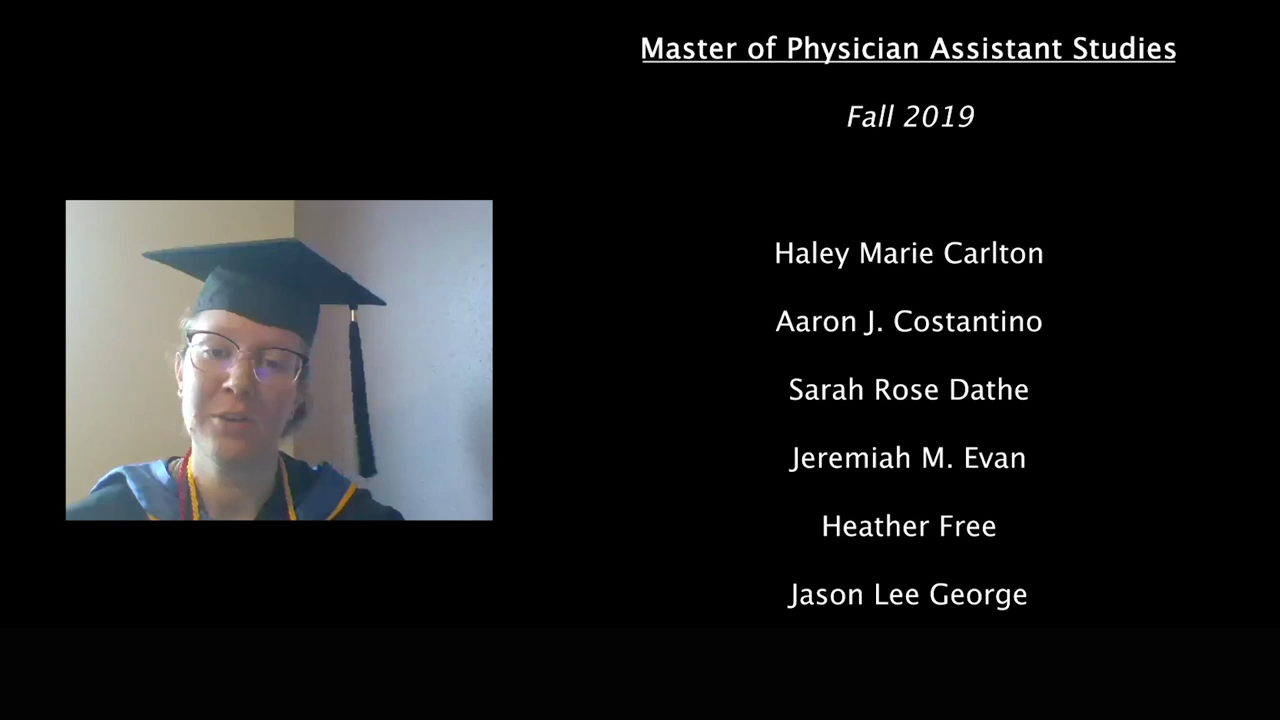 Master of Physician Assistant Studies
Fall 2019
Haley Marie Carlton
Aaron J. Costantino
Sarah Rose Dathe
Jeremiah M. Evan
Heather Free
Jason Lee George